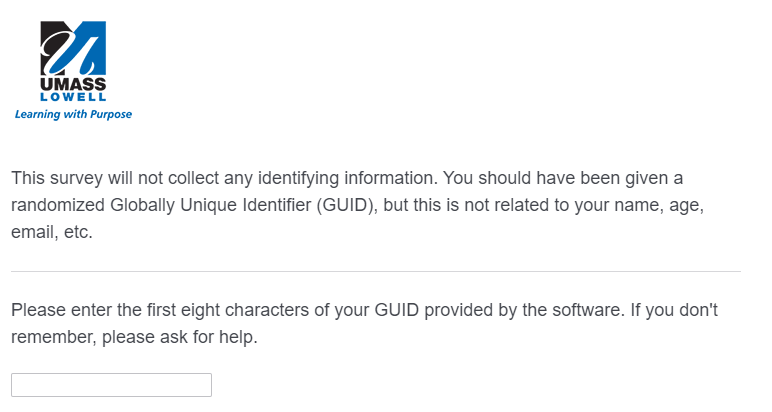 UMASS
LOWELL
Learning with Purpose
This survey will not collect any identifying information. You should have been given a
randomized Globally Unique Identifier (GUID), but this is not related to your name, age,
email, etc.
Please enter the first eight characters of your GUID provided by the software. If you don't
remember, please ask for help.